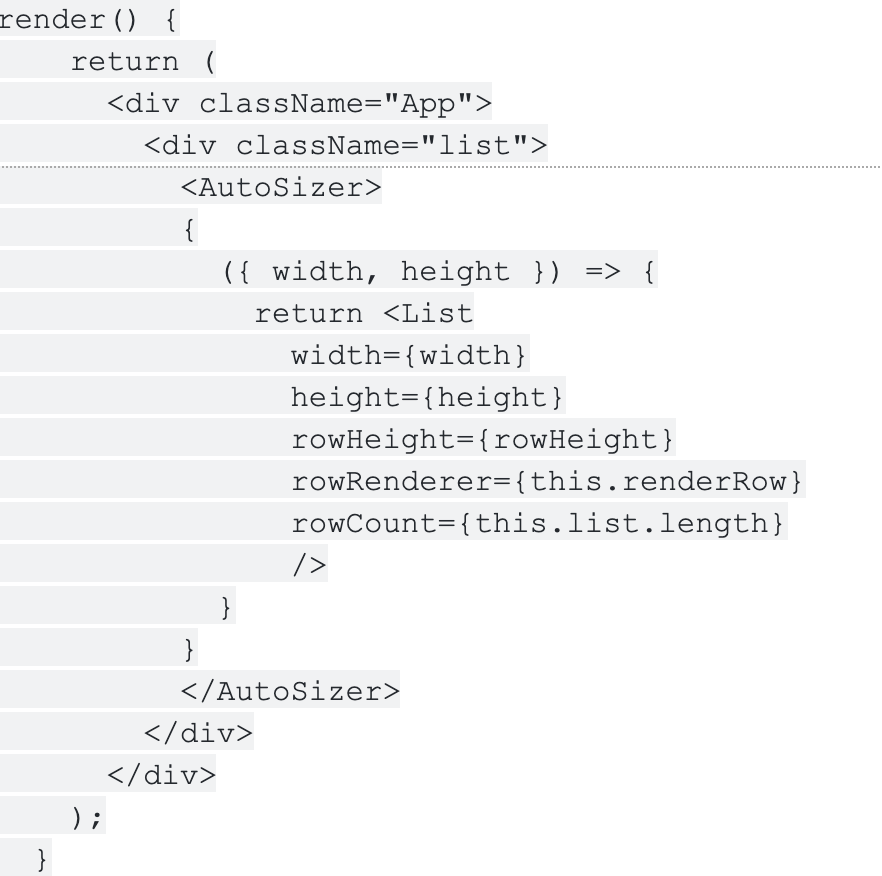 render() {
    return (
      <div className="App">
        <div className="list">
          <AutoSizer>
          {
            ({ width, height }) => {
              return <List
                width={width}
                height={height}
                rowHeight={rowHeight}
                rowRenderer={this.renderRow}
                rowCount={this.list.length}
                />
            }
          }
          </AutoSizer>
        </div>
      </div>
    );
  }